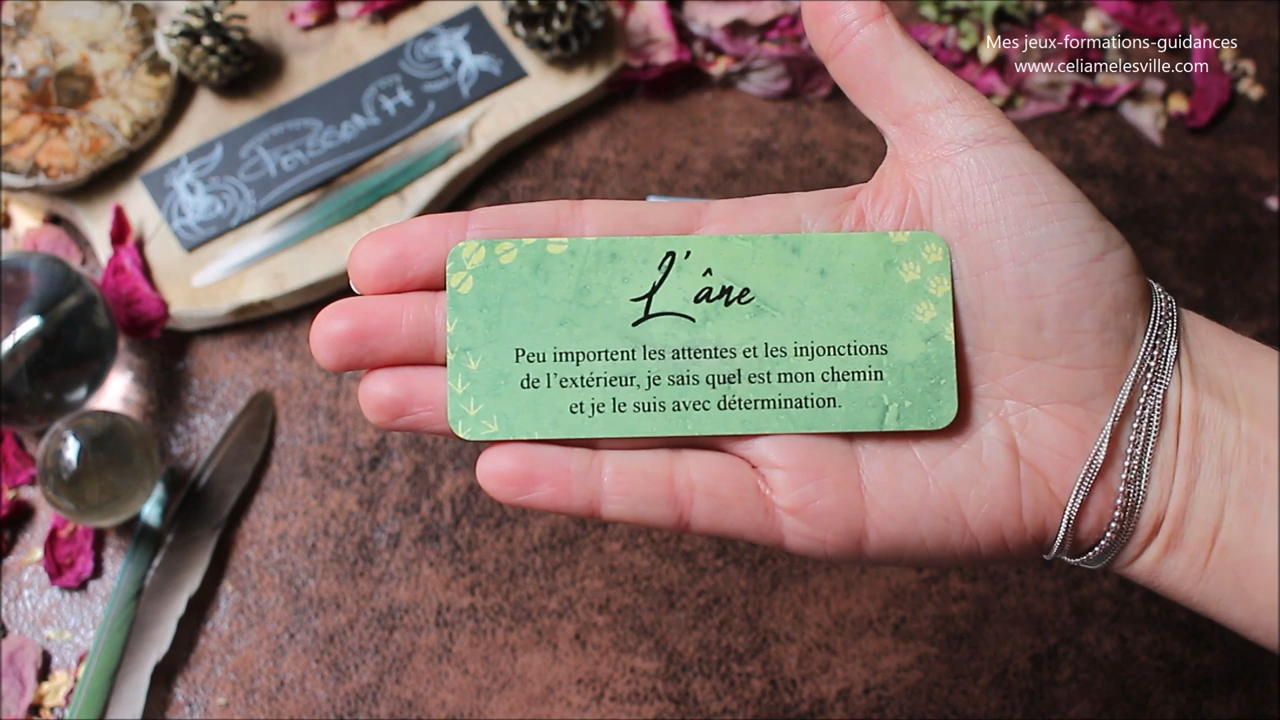 Mes jeux-formations-guidances
www.celiamelesville.com
PoissonH
L'âne
Peu importent les attentes et les injonctions
de l'extérieur, je sais quel est mon chemin
et je le suis avec détermination.